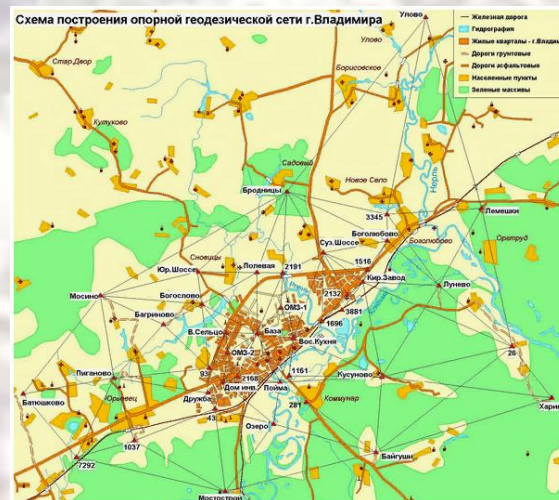 Схема построения опорной геодезической сети г.Владимира
Улово
Железная дорога
Гидрография
Жилые кварталы - г.Влади
Дороги грунтовые
Дороги асфальтовые
Населенные пункты
Зеленые массивы
Улово
Стар.Двор
Борисовское
Кулуково
Садовый
Бродницы
Новое Село
Нерль
3345
Лемешки
Боголюбово
Боголюбово
Суз.Шоссе
Сновицы
Полевая
2191
1516
Юр.Шоссе
Кир.Завод
2132
Лунево
Мосино
Богослово
ОМЗ-1
3881
Багриново
1696
В.Сельцо
База
Вос.Кухня
ОМЗ-2
26
Пиганово
93
2168
1161
Кусуново
Юрьевец
Дом инв.
Пойма
Батюшково
Дружба
281
Коммунар
Хари
43
Озеро
1037
Байгуши
7292
Мостострой